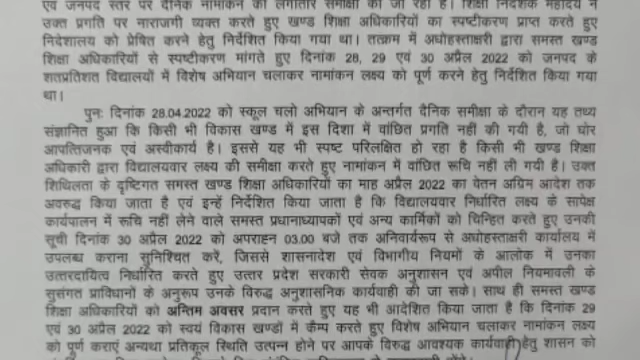 एवं जनपद स्तर पर दैनिक नामांकन की लगातार समीक्षा की जा रही है। शिक्षा निदेशक महोदय ने
उक्त प्रगति पर नाराजगी व्यक्त करते हुए खण्ड शिक्षा अधिकारियों का स्पष्टीकरण प्राप्त करते हुए
निदेशालय को प्रेषित करने हेतु निर्देशित किया गया था। तत्क्रम में अधोहस्ताक्षरी द्वारा समस्त खण्ड
शिक्षा अधिकारियों से स्पष्टीकरण मांगते हुए दिनांक 28, 29 एवं 30 अप्रैल 2022 को जनपद के
शतप्रतिशत विद्यालयों में विशेष अभियान चलाकर नामांकन लक्ष्य को पूर्ण करने हेतु निर्देशित किया गया
था।
पुनः दिनांक 28.04.2022 को स्कूल चलो अभियान के अन्तर्गत दैनिक समीक्षा के दौरान यह तथ्य
संज्ञानित हुआ कि किसी भी विकास खण्ड में इस दिशा में वांछित प्रगति नहीं की गयी है, जो घोर
आपत्तिजनक एवं अस्वीकार्य है। इससे यह भी स्पष्ट परिलक्षित हो रहा है किसी भी खण्ड शिक्षा
अधिकारी द्वारा विद्यालयवार लक्ष्य की समीक्षा करते हुए नामांकन में वांछित रूचि नहीं ली गयी है। उक्त
शिथिलता के दृष्टिगत समस्त खण्ड शिक्षा अधिकारियों का माह अप्रैल 2022 का वेतन अग्रिम आदेश तक
अवरुद्ध किया जाता है एवं इन्हें निर्देशित किया जाता है कि विद्यालयवार निर्धारित लक्ष्य के सापेक्ष
कार्यपालन में रूचि नहीं लेने वाले समस्त प्रधानाध्यापकों एवं अन्य कार्मिकों को चिन्हित करते हुए उनकी
सूची दिनांक 30 अप्रैल 2022 को अपराह्न 03.00 बजे तक अनिवार्यरूप से अधोहस्ताक्षरी कार्यालय में
उपलब्ध कराना सुनिश्चित करें, जिससे शासनादेश एवं विभागीय नियमों के आलोक में उनका
उत्तरदायित्व निर्धारित करते हुए उत्तर प्रदेश सरकारी सेवक अनुशासन एवं अपील नियमावली के
सुसंगत प्राविधानों के अनुरूप उनके विरुद्ध अनुशासनिक कार्यवाही की जा सके। साथ ही समस्त खण्ड
शिक्षा अधिकारियों को अन्तिम अवसर प्रदान करते हुए यह भी आदेशित किया जाता है कि दिनांक 29
एवं 30 अप्रैल 2022 को स्वयं विकास खण्डों में कैम्प करते हुए विशेष अभियान चलाकर नामांकन लक्ष्य
को पूर्ण कराएं अन्यथा प्रतिकूल स्थिति उत्पन्न होने पर आपके विरुद्ध आवश्यक कार्यवाही हेतु शासन को